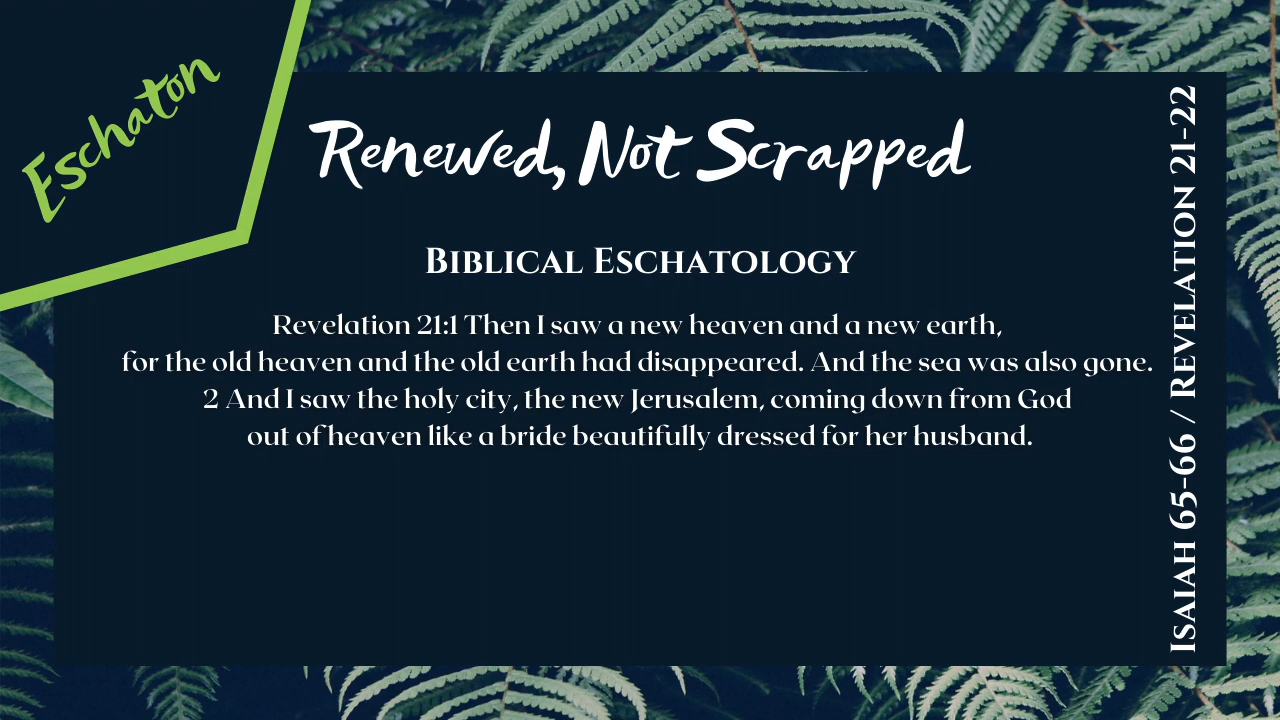 Eschaton
Renewed, Not Scrapped
Biblical Eschatology
Revelation 21:1 Then I saw a new heaven and a new earth,
for the old heaven and the old earth had disappeared. And the sea was also gone.
2 And I saw the holy city, the new Jerusalem, coming down from God
out of heaven like a bride beautifully dressed for her husband.
Isaiah 65-66 / Revelation 21-22